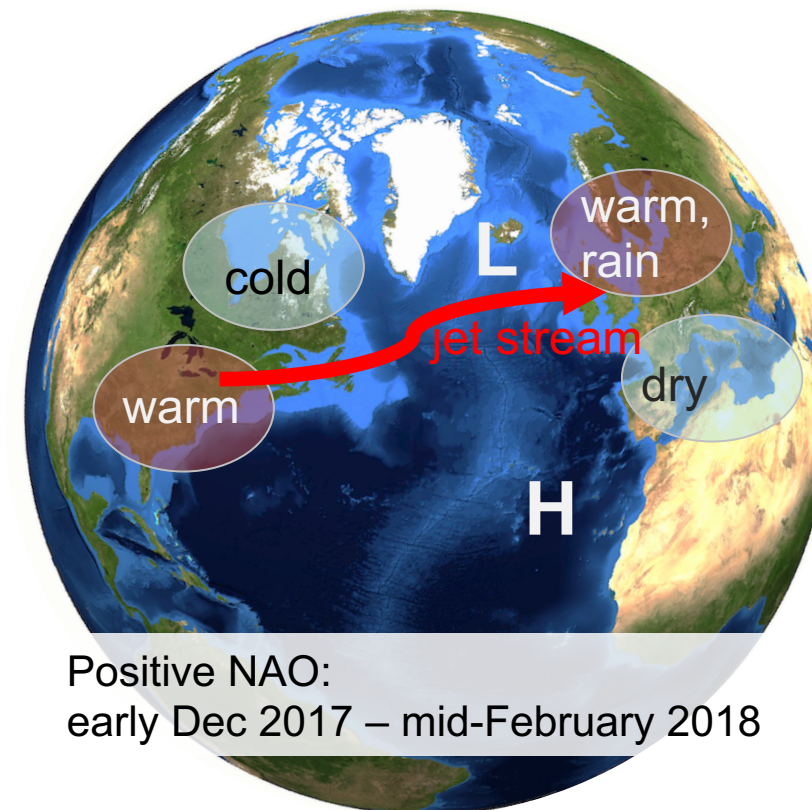 warm,
rain
L
cold
jet stream
dry
warm
H
Positive NAO:
early Dec 2017 – mid-February 2018